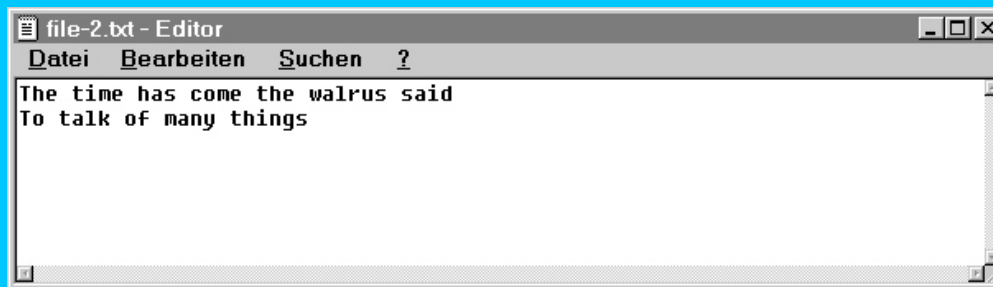 file-2.txt - Editor
Datei Bearbeiten Suchen ?
The time has come the walrus said
To talk of many things